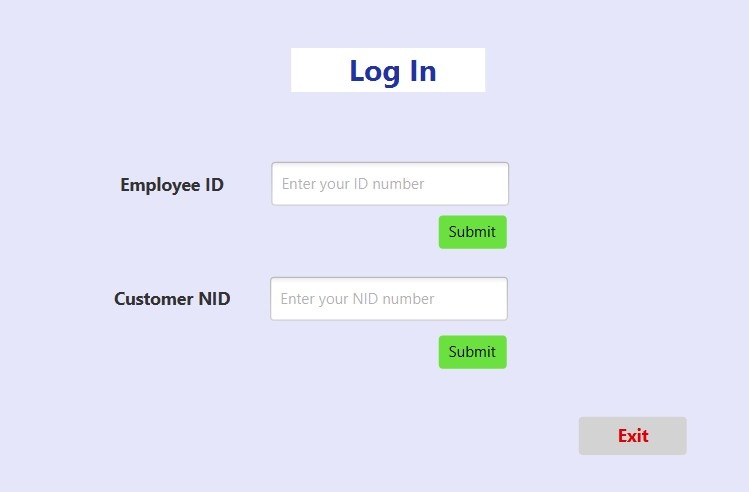 Log In
Employee ID
Enter your ID number
Submit
Customer NID
Enter your NID number
Submit
Exit